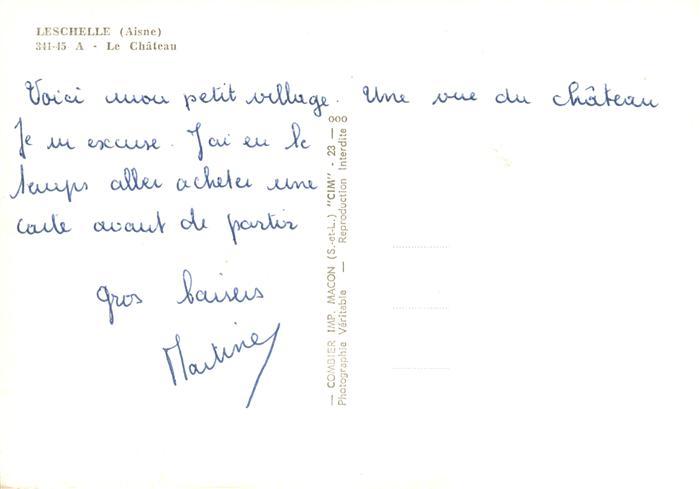 LESCHELLE (Aisne)
341-45 A - Le Château
Voici mon petit village. Une vue du château
Je m excuse. J'ai eu le
temps aller acheter une
carte avant de partir
gros baisers
Martine
— COMBIER IMP. MACON (S.-et-L.) "CIM" - 23 — 000
Photographie Véritable — Reproduction Interdite